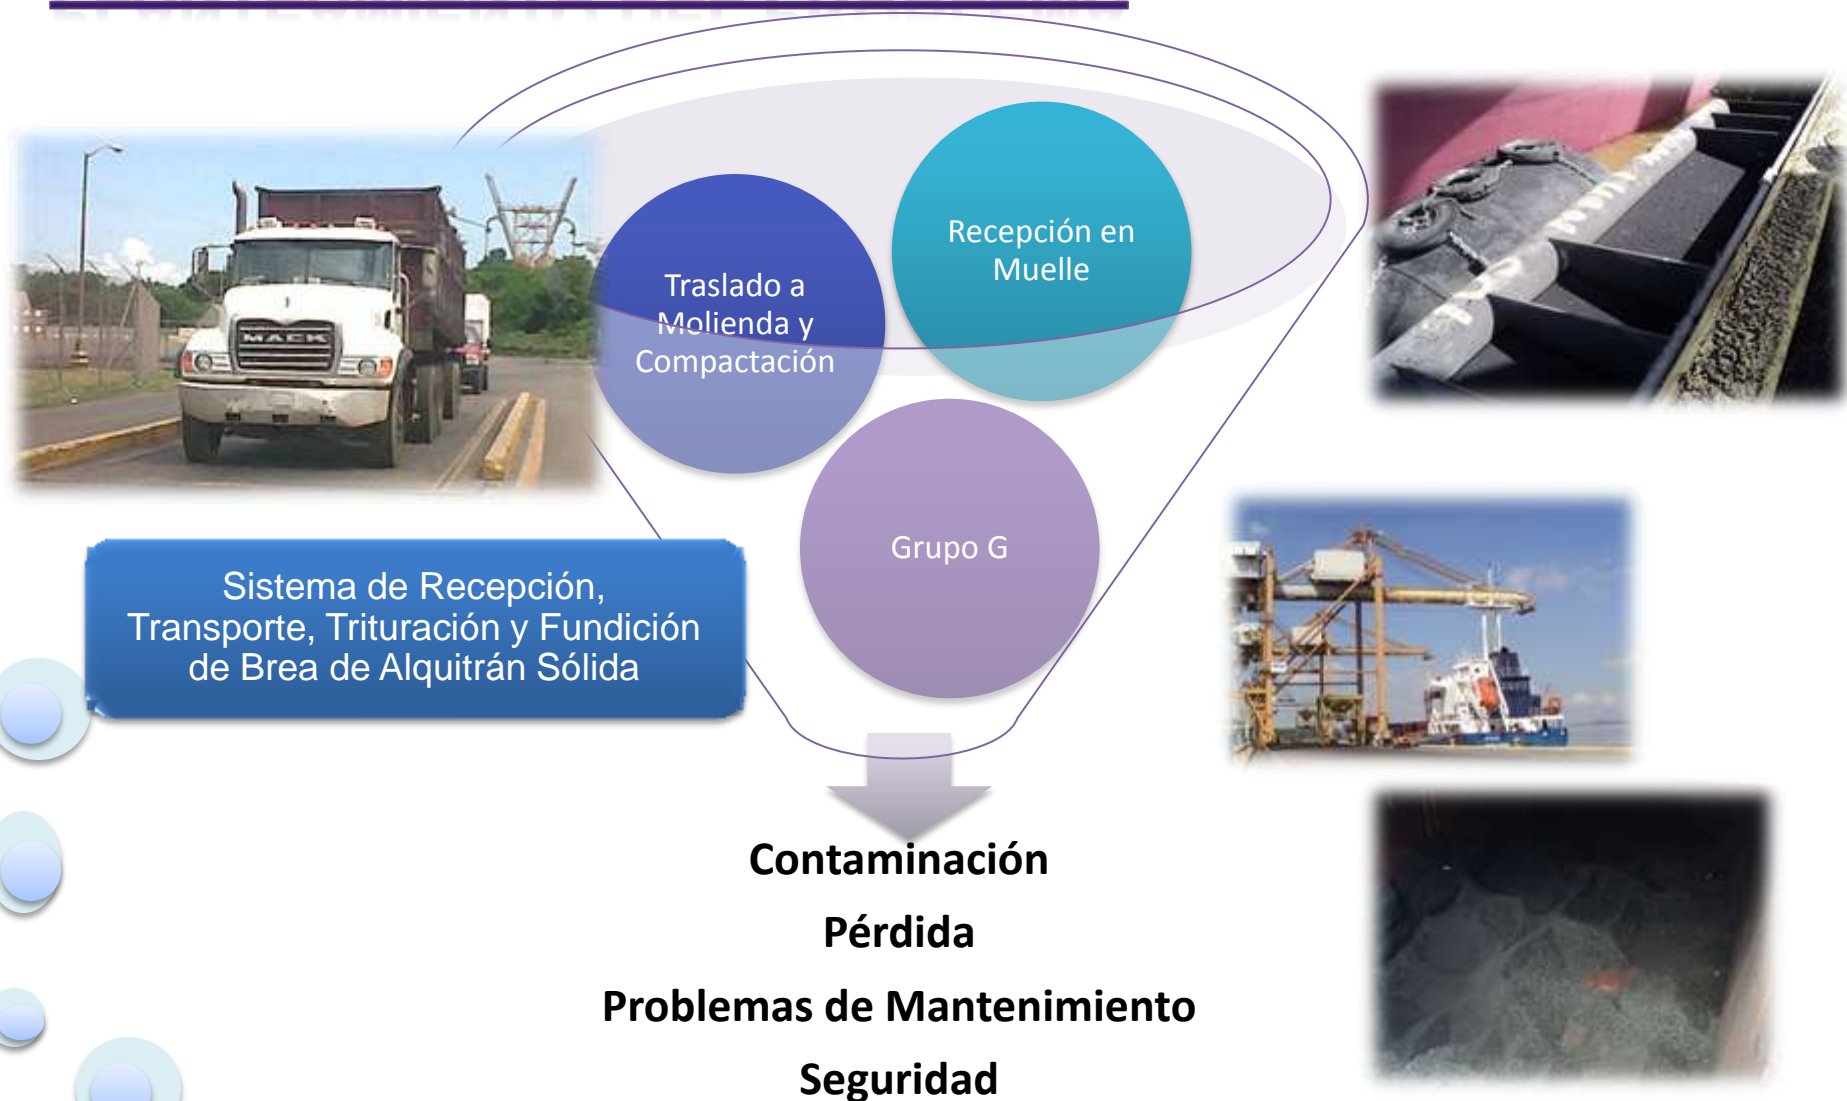 Recepción en
Muelle
Traslado a
Molienda y
Compactación
MACK
Grupo G
Sistema de Recepción,
Transporte, Trituración y Fundición
de Brea de Alquitrán Sólida
Contaminación
Pérdida
Problemas de Mantenimiento
Seguridad